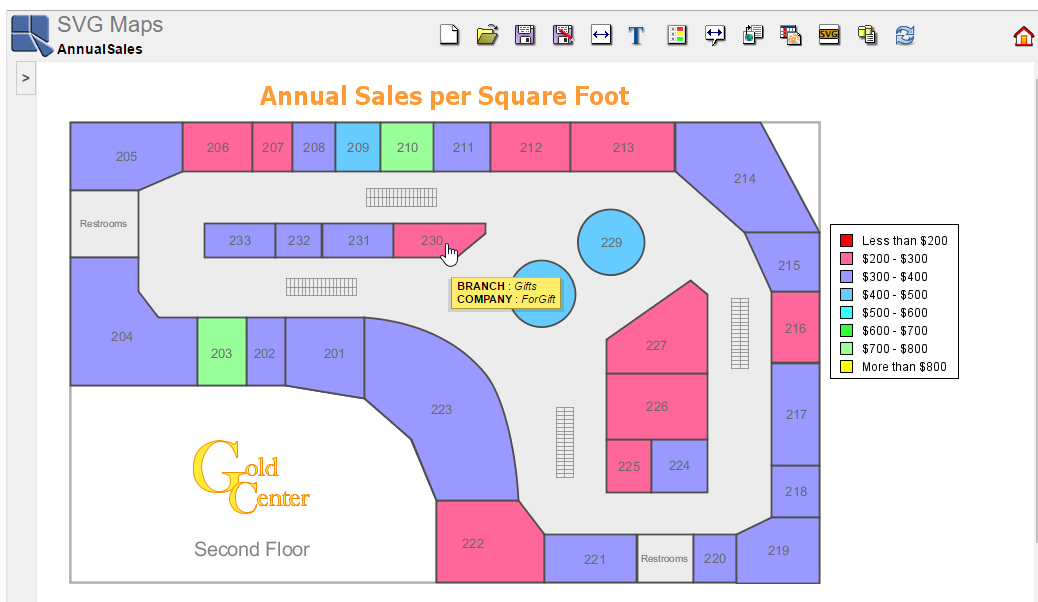 SVG Maps
AnnualSales
T
SVG
>
Annual Sales per Square Foot
205
206
207
208
209
210
211
212
213
214
Restrooms
233
232
231
230
229
215
BRANCH : Gifts
COMPANY : ForGift
204
203
202
201
223
227
216
226
225
224
217
218
222
221
Restrooms
220
219
Less than $200
$200 - $300
$300 - $400
$400 - $500
$500 - $600
$600 - $700
$700 - $800
More than $800
Gold
Center
Second Floor